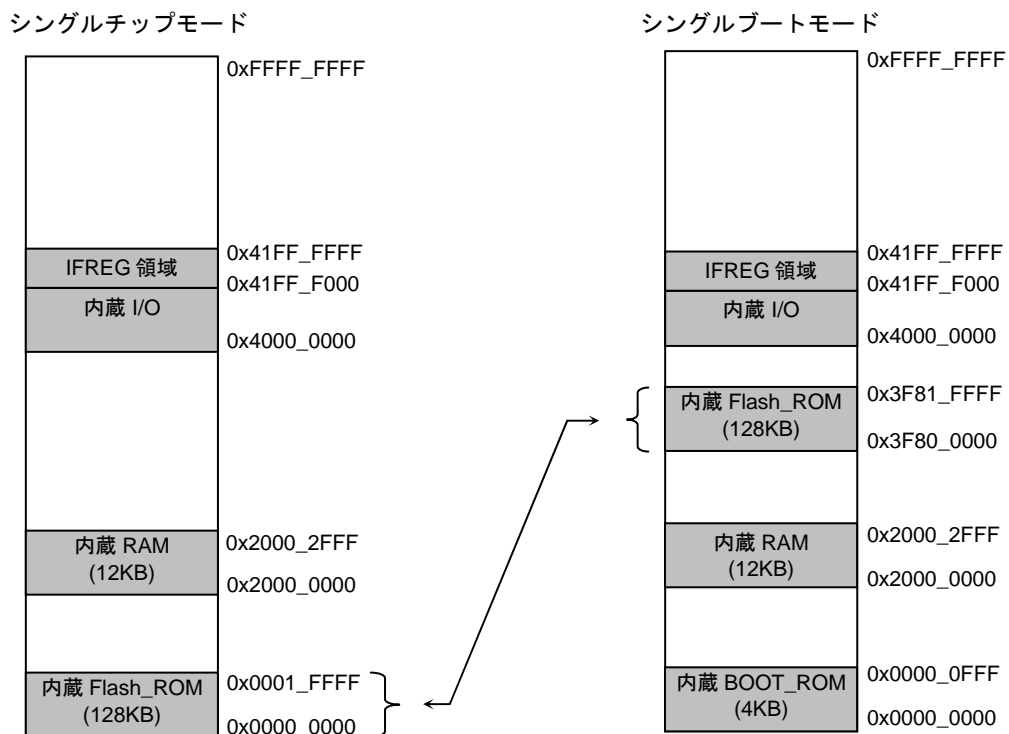 シングルチップモード
0xFFFF_FFFF
IFREG 領域
0x41FF_FFFF
0x41FF_F000
内蔵 I/O
0x4000_0000
内蔵 RAM
(12KB)
0x2000_2FFF
0x2000_0000
内蔵 Flash_ROM
(128KB)
0x0001_FFFF
0x0000_0000
シングルブートモード
0xFFFF_FFFF
IFREG 領域
0x41FF_FFFF
0x41FF_F000
内蔵 I/O
0x4000_0000
内蔵 Flash_ROM
(128KB)
0x3F81_FFFF
0x3F80_0000
内蔵 RAM
(12KB)
0x2000_2FFF
0x2000_0000
内蔵 BOOT_ROM
(4KB)
0x0000_0FFF
0x0000_0000